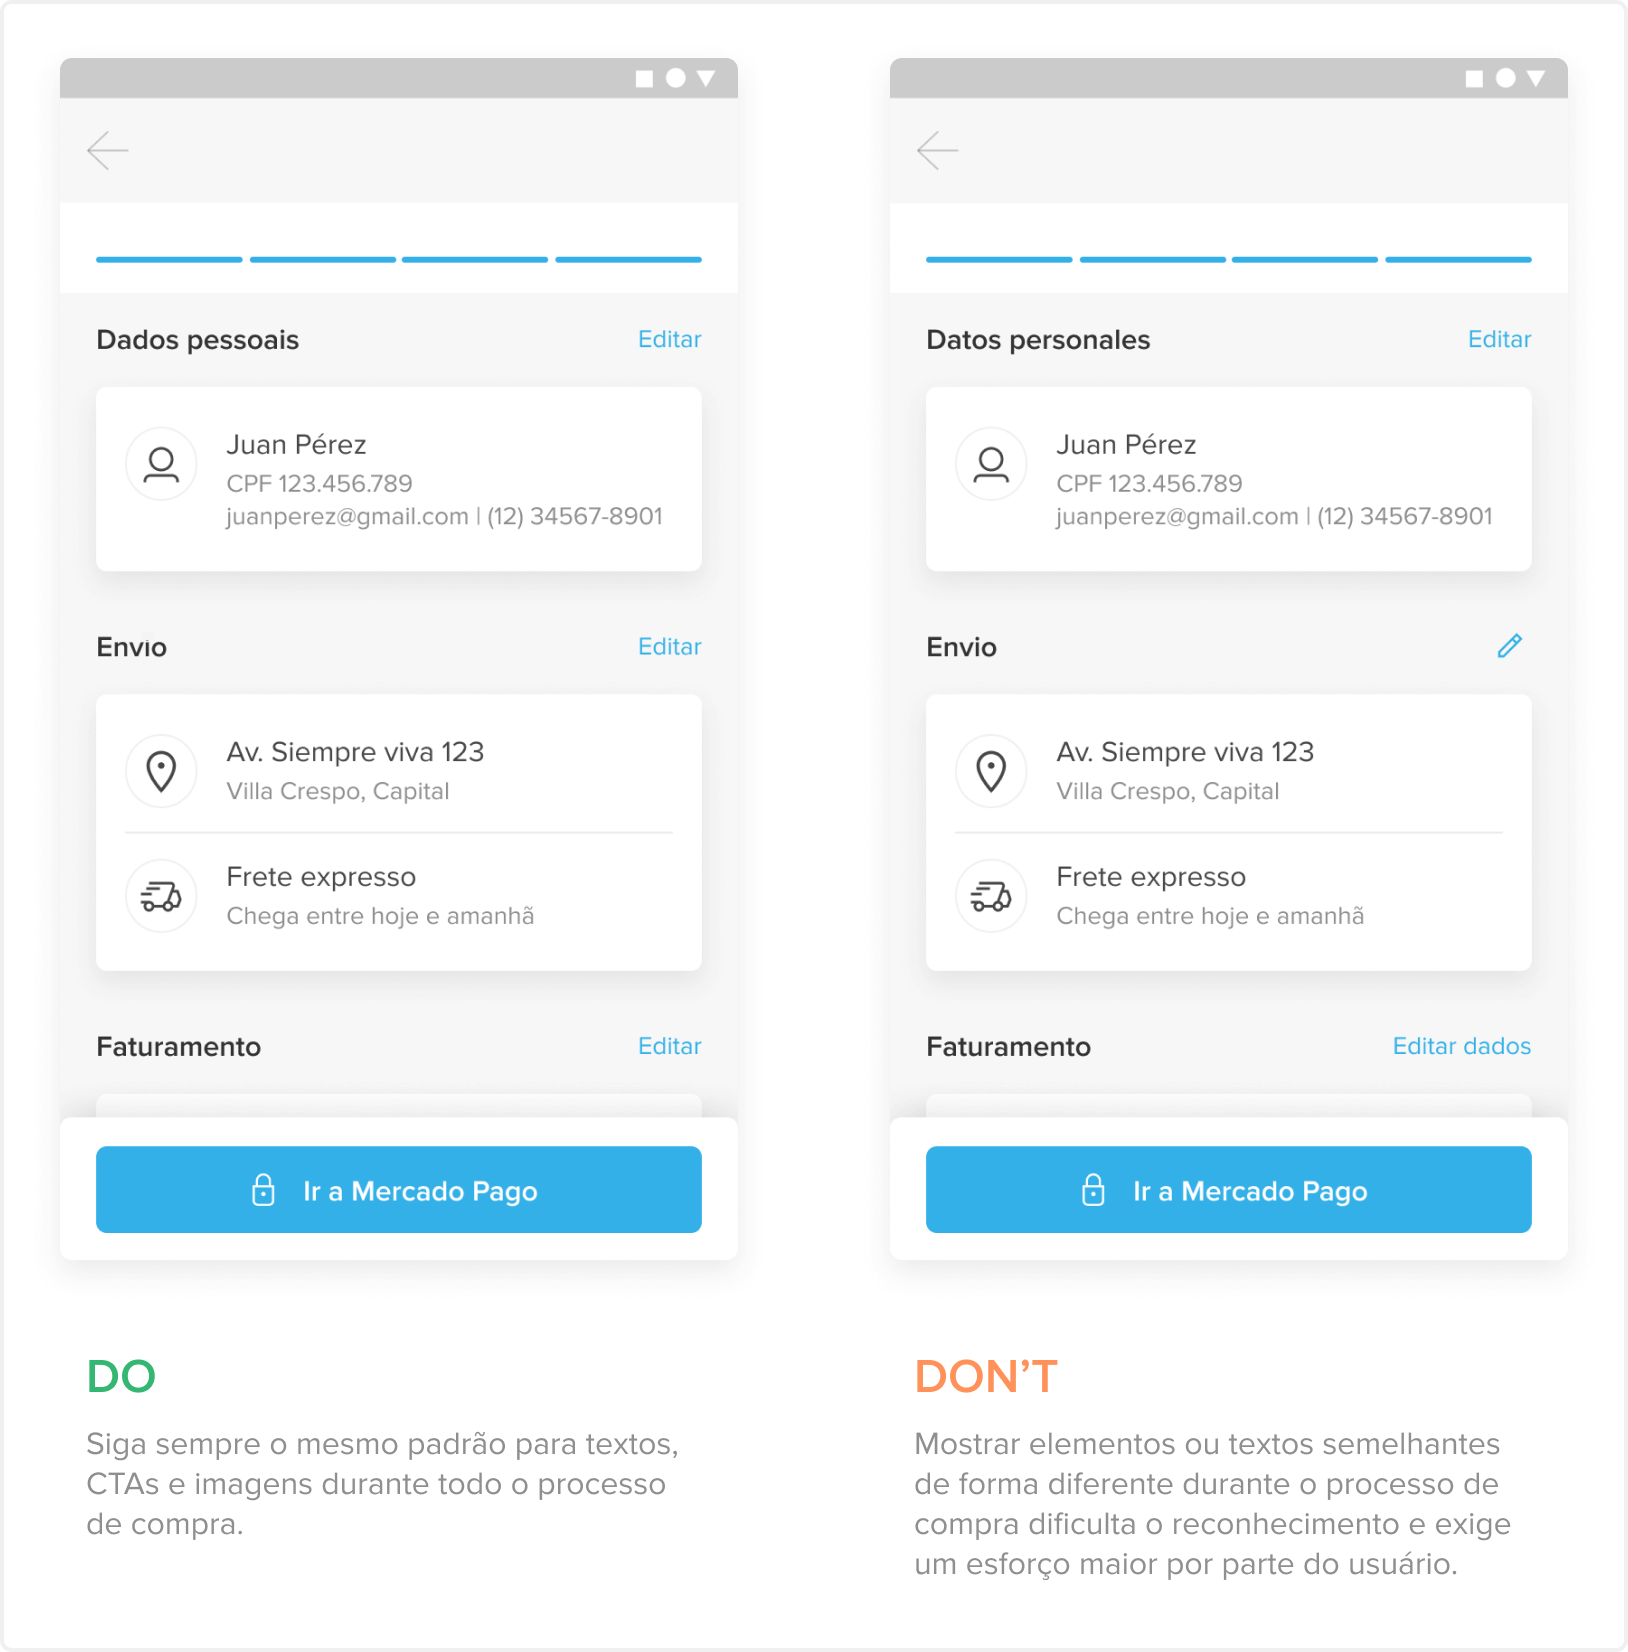 Dados pessoais Editar
Juan Pérez
CPF 123.456.789
juanperez@gmail.com | (12) 34567-8901
Envio Editar
Av. Siempre viva 123
Villa Crespo, Capital
Frete expresso
Chega entre hoje e amanhã
Faturamento Editar
Ir a Mercado Pago
DO
Siga sempre o mesmo padrão para textos,
CTAs e imagens durante todo o processo
de compra.
Datos personales Editar
Juan Pérez
CPF 123.456.789
juanperez@gmail.com | (12) 34567-8901
Envio
Av. Siempre viva 123
Villa Crespo, Capital
Frete expresso
Chega entre hoje e amanhã
Faturamento Editar dados
Ir a Mercado Pago
DON’T
Mostrar elementos ou textos semelhantes
de forma diferente durante o processo de
compra dificulta o reconhecimento e exige
um esforço maior por parte do usuário.